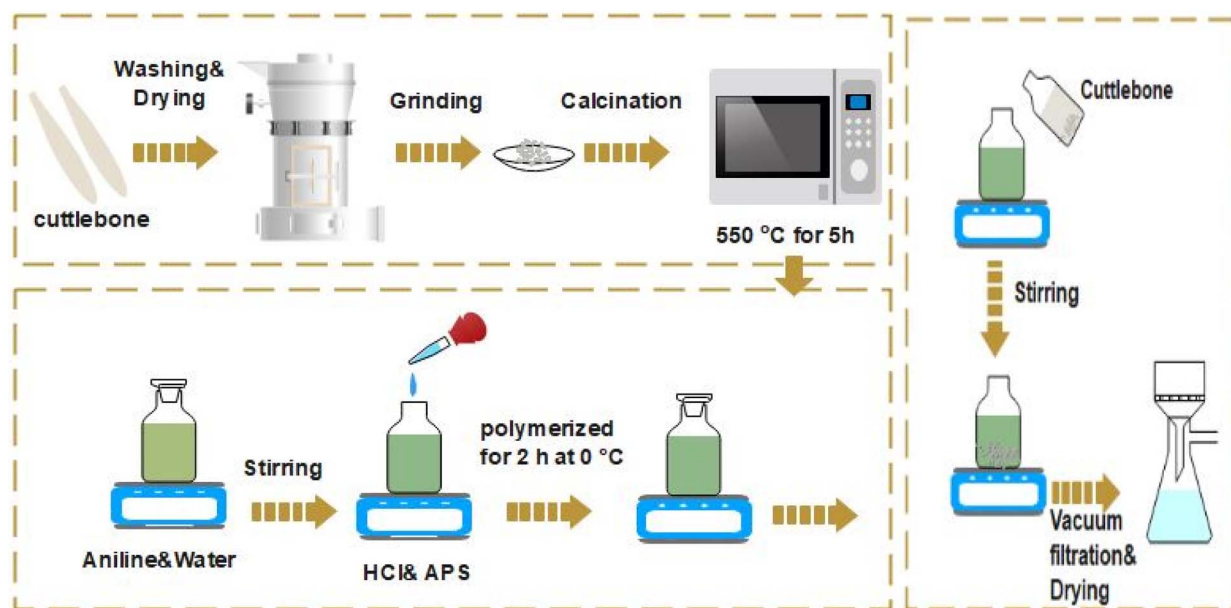 Washing&
Drying
Grinding
Calcination
cuttlebone
550 °C for 5h
Stirring
polymerized
for 2 h at 0 °C
Aniline&Water
HCl& APS
Cuttlebone
Stirring
Vacuum
filtration&
Drying